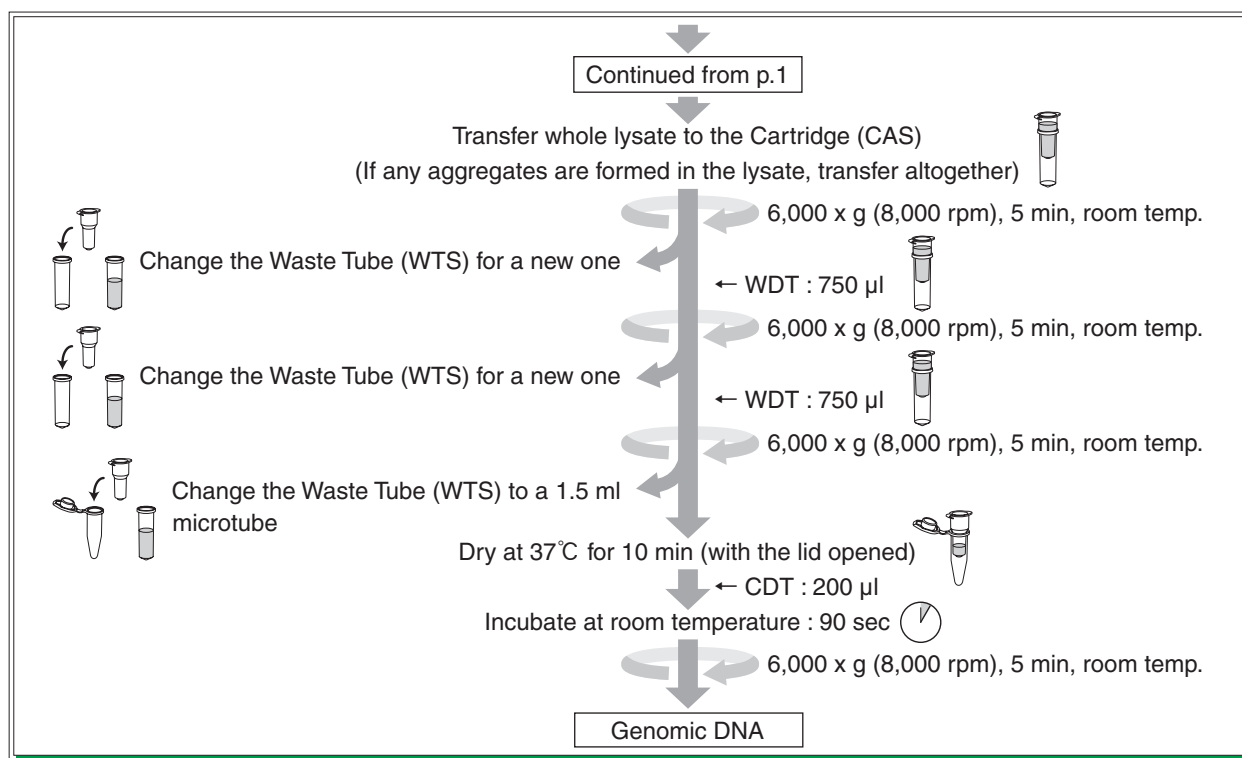 Continued from p.1
Transfer whole lysate to the Cartridge (CAS)
(If any aggregates are formed in the lysate, transfer altogether)
6,000 x g (8,000 rpm), 5 min, room temp.
Change the Waste Tube (WTS) for a new one
← WDT : 750 µl
6,000 x g (8,000 rpm), 5 min, room temp.
Change the Waste Tube (WTS) for a new one
← WDT : 750 µl
6,000 x g (8,000 rpm), 5 min, room temp.
Change the Waste Tube (WTS) to a 1.5 ml
microtube
Dry at 37℃ for 10 min (with the lid opened)
← CDT : 200 µl
Incubate at room temperature : 90 sec
6,000 x g (8,000 rpm), 5 min, room temp.
Genomic DNA